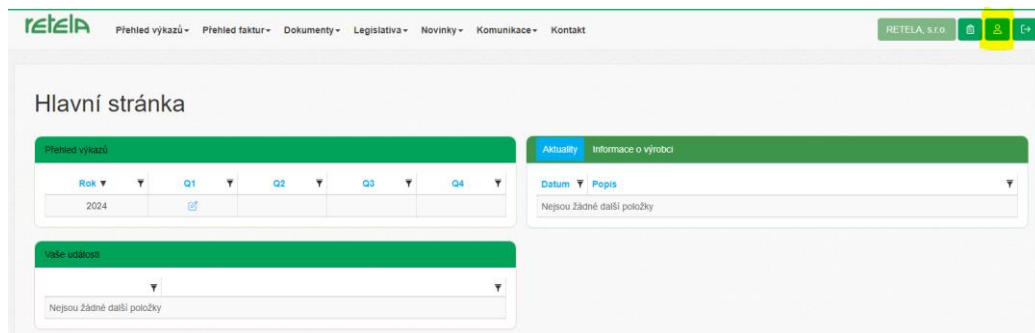 retela
Přehled výkazů Přehled faktur Dokumenty Legislativa Novinky Komunikace Kontakt
RETELA, s.r.o.
Hlavní stránka
Přehled výkazů
Rok Q1 Q2 Q3 Q4
2024
Vaše události
Nejsou žádné další položky
Aktuality Informace o výrobci
Datum Popis
Nejsou žádné další položky